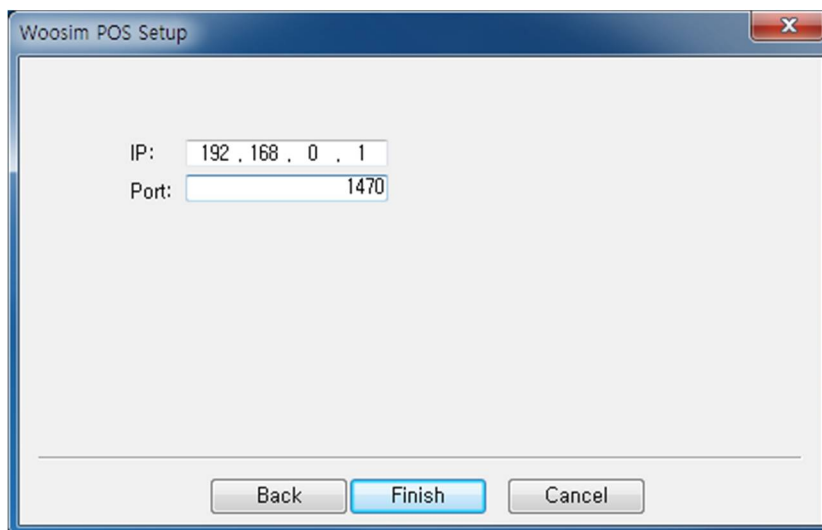 Woosim POS Setup
x
IP: 192 . 168 . 0 . 1
Port: 1470
Back Finish Cancel